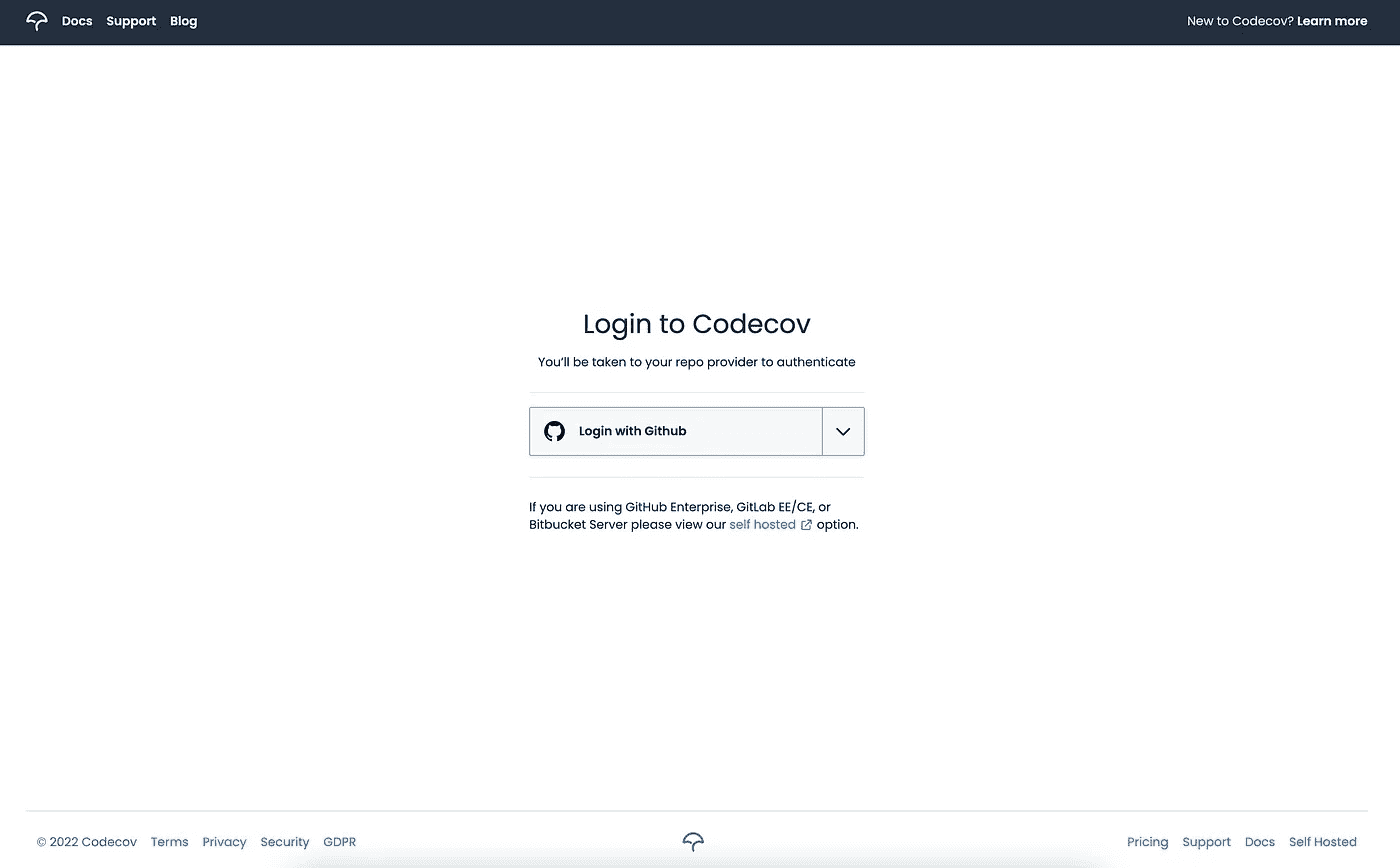 Docs Support Blog
New to Codecov? Learn more
Login to Codecov
You'll be taken to your repo provider to authenticate
Login with Github
If you are using GitHub Enterprise, GitLab EE/CE, or
Bitbucket Server please view our self hosted option.
© 2022 Codecov Terms Privacy Security GDPR
Pricing Support Docs Self Hosted